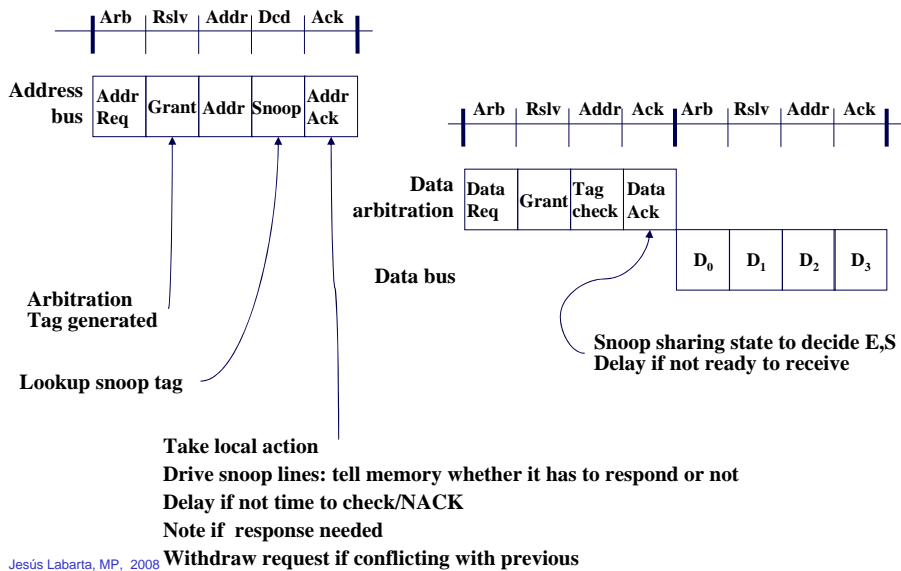 Arb Rslv Addr Dcd Ack
Address bus
Addr Req Grant Addr Snoop Addr Ack
Arb Rslv Addr Ack Arb Rslv Addr Ack
Data arbitration
Data Req Grant Tag check Data Ack
Data bus
D0 D1 D2 D3
Arbitration
Tag generated
Snoop sharing state to decide E,S
Delay if not ready to receive
Lookup snoop tag
Take local action
Drive snoop lines: tell memory whether it has to respond or not
Delay if not time to check/NACK
Note if response needed
Withdraw request if conflicting with previous
Jesús Labarta, MP, 2008